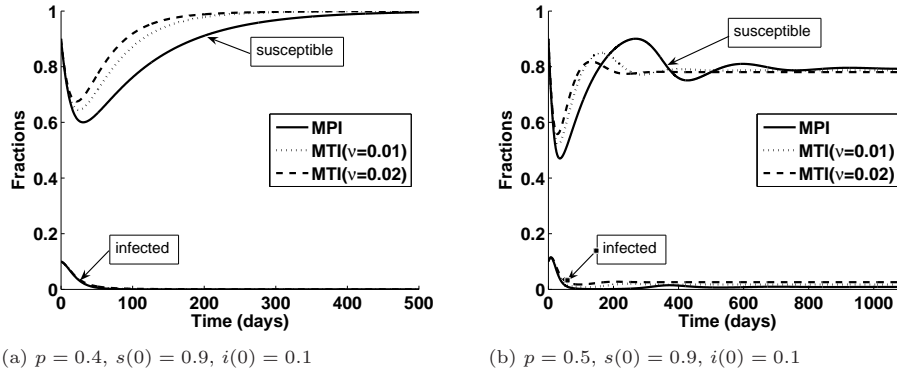 1
0.8
0.6
0.4
0.2
0
Fractions
susceptible
MPI
MTI(ν=0.01)
MTI(ν=0.02)
infected
0 100 200 300 400 500
Time (days)
(a) p = 0.4, s(0) = 0.9, i(0) = 0.1
1
0.8
0.6
0.4
0.2
0
Fractions
susceptible
MPI
MTI(ν=0.01)
MTI(ν=0.02)
infected
0 200 400 600 800 1000
Time (days)
(b) p = 0.5, s(0) = 0.9, i(0) = 0.1